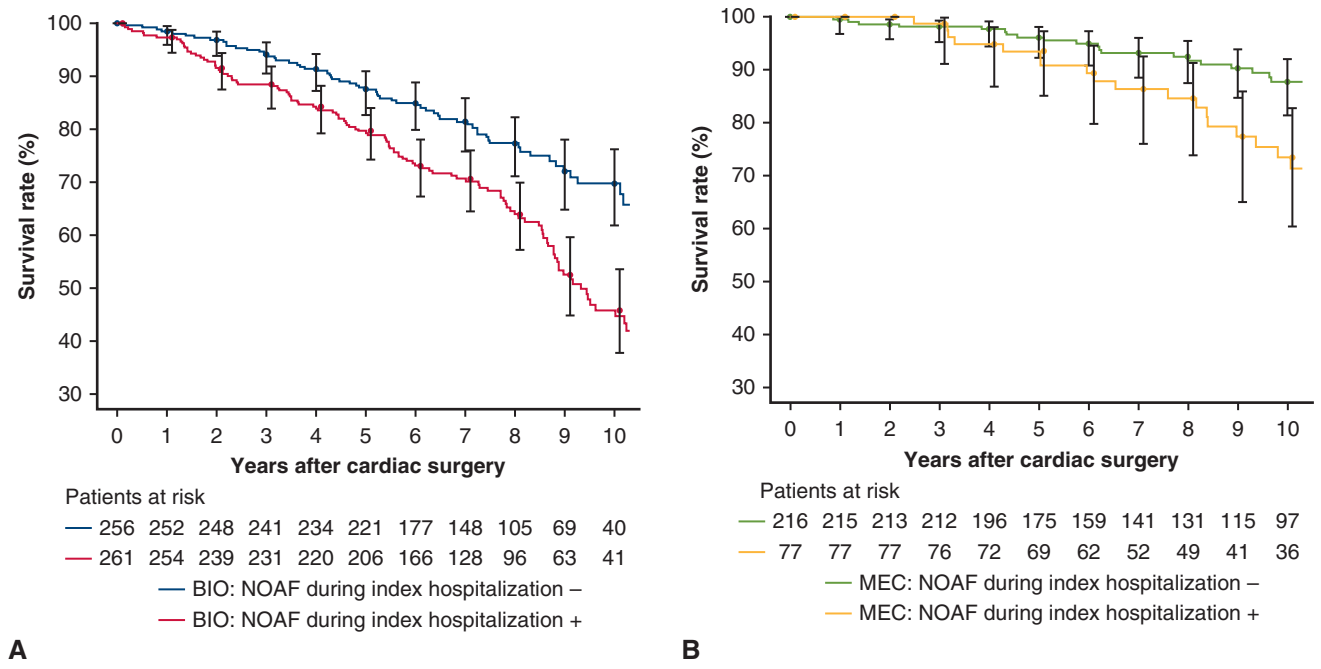 100
90
80
70
60
50
40
30
Survival rate (%)
0 1 2 3 4 5 6 7 8 9 10
Years after cardiac surgery
Patients at risk
256 252 248 241 234 221 177 148 105 69 40
261 254 239 231 220 206 166 128 96 63 41
BIO: NOAF during index hospitalization –
BIO: NOAF during index hospitalization +
A
100
90
80
70
60
50
40
30
Survival rate (%)
0 1 2 3 4 5 6 7 8 9 10
Years after cardiac surgery
Patients at risk
216 215 213 212 196 175 159 141 131 115 97
77 77 77 76 72 69 62 52 49 41 36
MEC: NOAF during index hospitalization –
MEC: NOAF during index hospitalization +
B